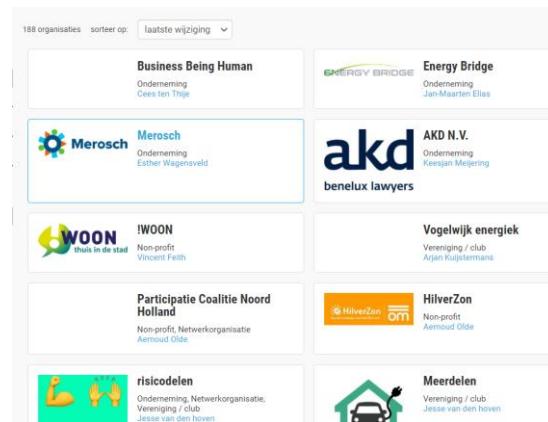 188 organisaties sorteer op: laatste wijziging
Business Being Human
Onderneming
Cees ten Thije
ENERGY BRIDGE
Energy Bridge
Onderneming
Jan-Maarten Elias
Merosch
Merosch
Onderneming
Esther Wagensveld
akd
benelux lawyers
AKD N.V.
Onderneming
Keesjan Meijering
!WOON
thuis in de stad
!WOON
Non-profit
Vincent Feith
Vogelwijk energiek
Vereniging / club
Arjan Kuijstermans
Participatie Coalitie Noord
Holland
Non-profit, Netwerkorganisatie
Aernoud Olde
HilverZon
om
HilverZon
Non-profit
Aernoud Olde
risicodelen
Onderneming, Netwerkorganisatie,
Vereniging / club
Jesse van den hoven
Meerdelen
Vereniging / club
Jesse van den hoven